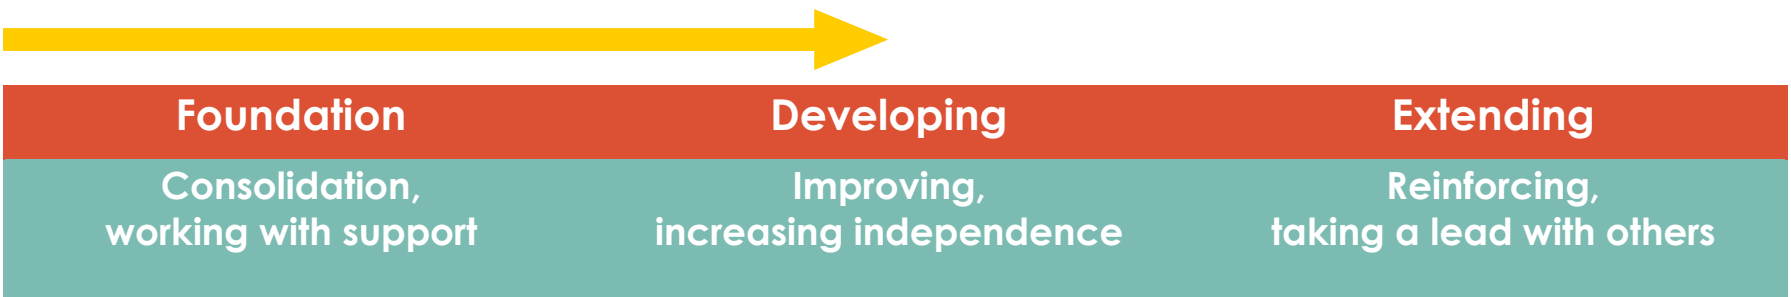 Foundation
Developing
Extending
Consolidation,
working with support
Improving,
increasing independence
Reinforcing,
taking a lead with others